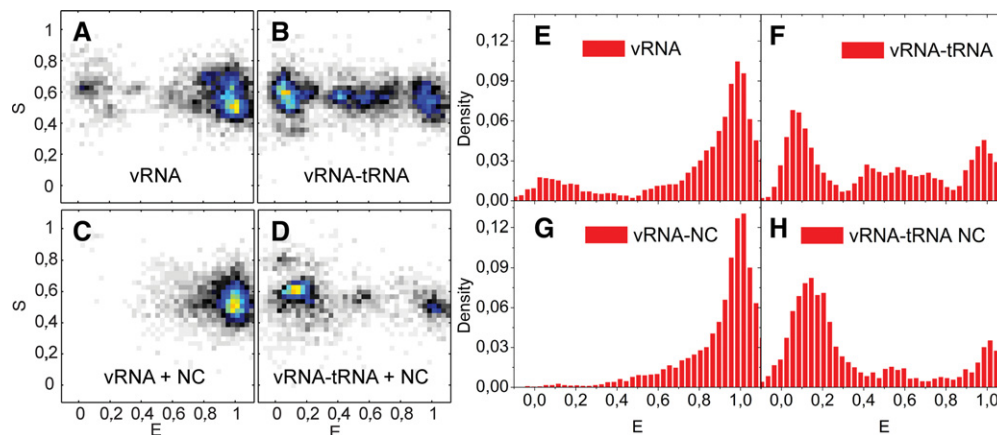 A
B
1
0,8
0,6
0,4
0,2
0
S
vRNA
vRNA-tRNA
C
D
1
0,8
0,6
0,4
0,2
0
S
vRNA + NC
vRNA-tRNA + NC
0 0,2 0,4 0,6 0,8 1
0 0,2 0,4 0,6 0,8 1
E
E
vRNA
F
vRNA-tRNA
0,12
0,09
0,06
0,03
0,00
Density
Density
G
vRNA-NC
H
vRNA-tRNA NC
0,12
0,09
0,06
0,03
0,00
Density
0,0 0,2 0,4 0,6 0,8 1,0
0,0 0,2 0,4 0,6 0,8 1,0
E
E